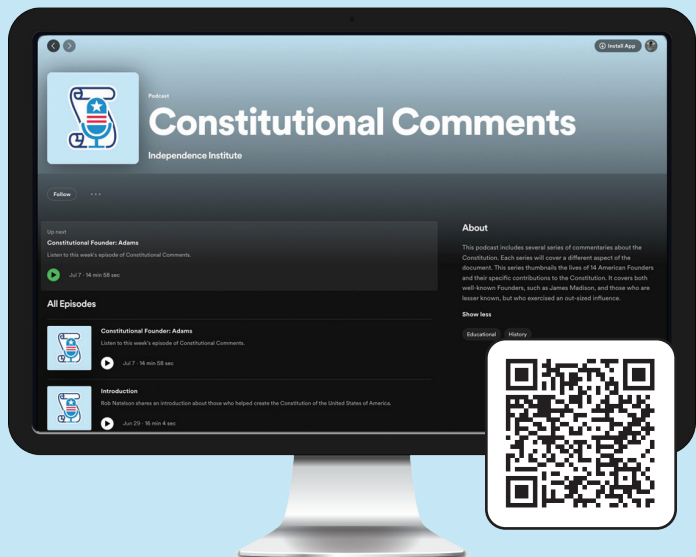 Install App
Podcast
Constitutional Comments
Independence Institute
Follow
Up next
Constitutional Founder: Adams
Listen to this week's episode of Constitutional Comments.
Jul 7 · 14 min 58 sec
All Episodes
Constitutional Founder: Adams
Listen to this week's episode of Constitutional Comments.
Jul 7 · 14 min 58 sec
Introduction
Rob Natelson shares an introduction about those who helped create the Constitution of the United States of America.
Jun 29 · 16 min 4 sec
About
This podcast includes several series of commentaries about the
Constitution. Each series will cover a different aspect of the
document. This series thumbnails the lives of 14 American Founders
and their specific contributions to the Constitution. It covers both
well-known Founders, such as James Madison, and those who are
lesser known, but who exercised an out-sized influence.
Show less
Educational
History